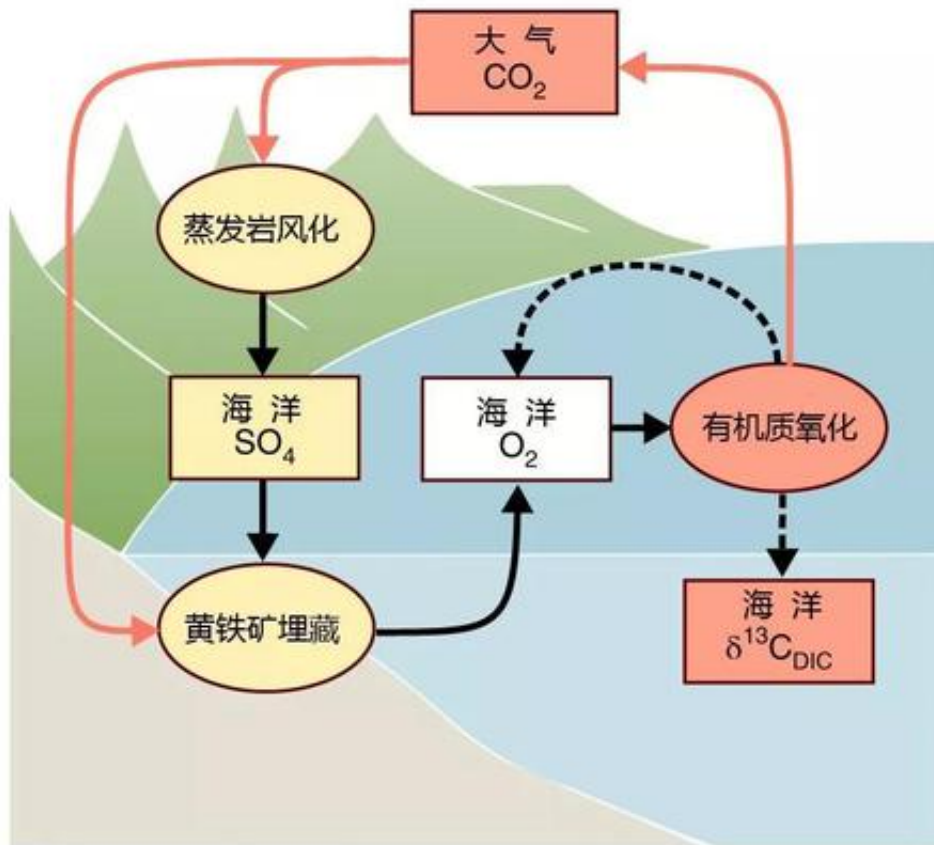 大 气
CO₂
蒸发岩风化
海 洋
SO₄
海 洋
O₂
有机质氧化
黄铁矿埋藏
海 洋
δ¹³C_DIC